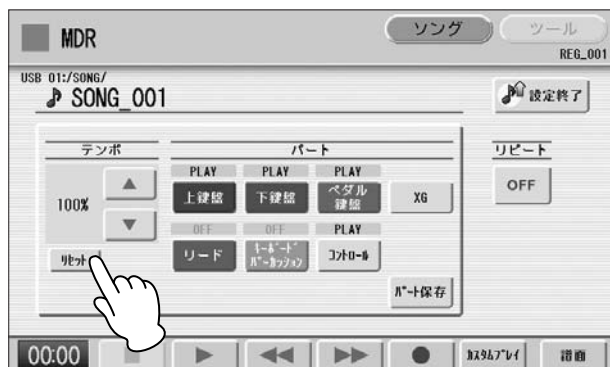 MDR
ソング
ツール
REG_001
USB 01:/SONG/
SONG_001
設定終了
テンポ
パート
リピート
PLAY PLAY PLAY
100%
上鍵盤
下鍵盤
ペダル
鍵盤
XG
OFF
OFF OFF PLAY
リセット
リード
キーボード
パーカッション
コントロール
パート保存
00:00
カスタムプレイ
譜面